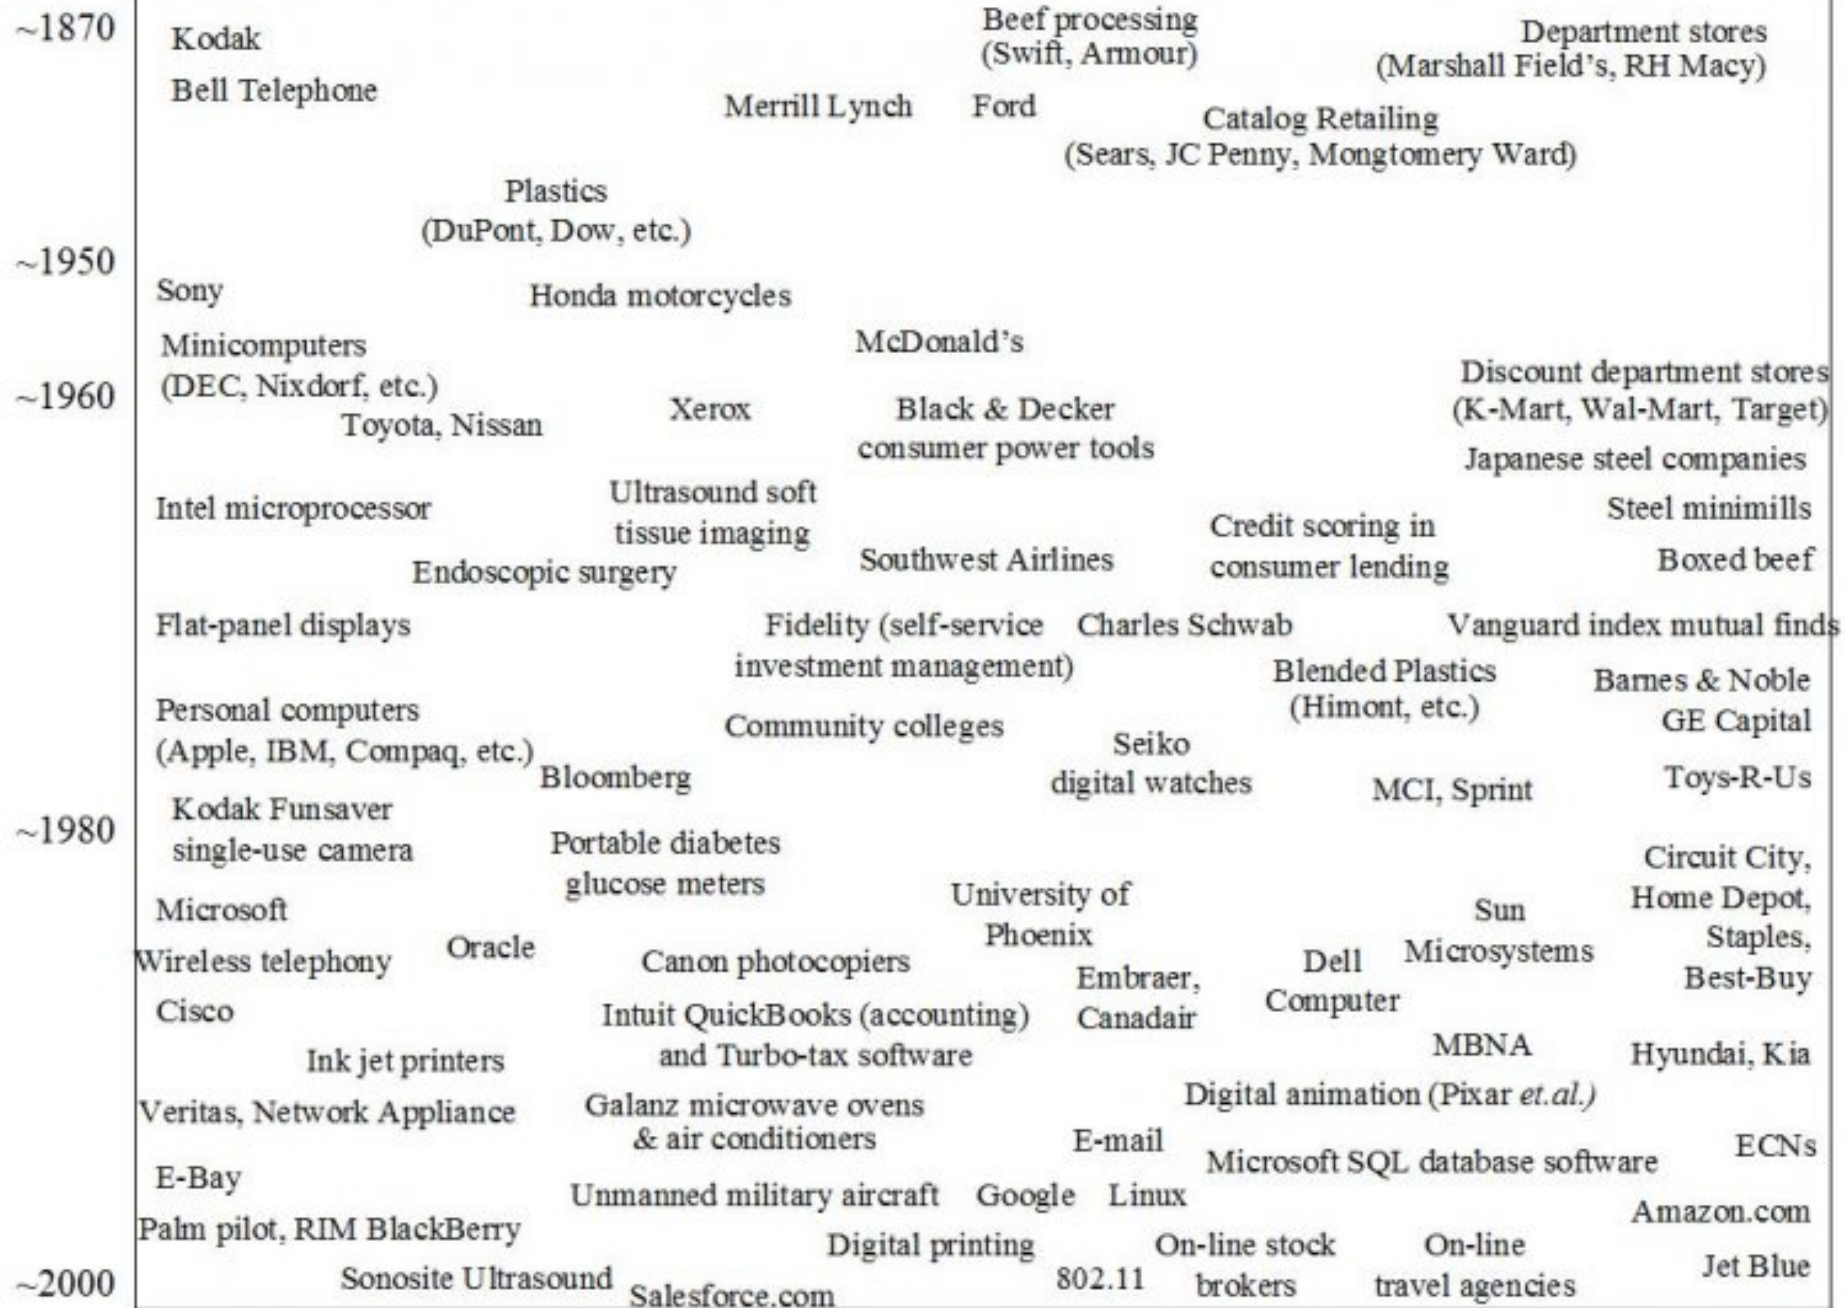 ~1870
Kodak
Beef processing
(Swift, Armour)
Department stores
(Marshall Field's, RH Macy)
Bell Telephone
Merrill Lynch
Ford
Catalog Retailing
(Sears, JC Penny, Mongtomery Ward)
Plastics
(DuPont, Dow, etc.)
~1950
Sony
Honda motorcycles
Minicomputers
(DEC, Nixdorf, etc.)
McDonald's
Discount department stores
(K-Mart, Wal-Mart, Target)
~1960
Toyota, Nissan
Xerox
Black & Decker
consumer power tools
Japanese steel companies
Intel microprocessor
Ultrasound soft
tissue imaging
Steel minimills
Credit scoring in
consumer lending
Southwest Airlines
Boxed beef
Endoscopic surgery
Flat-panel displays
Fidelity (self-service
investment management)
Charles Schwab
Vanguard index mutual finds
Blended Plastics
(Himont, etc.)
Barnes & Noble
GE Capital
Personal computers
(Apple, IBM, Compaq, etc.)
Community colleges
Seiko
digital watches
Bloomberg
MCI, Sprint
Toys-R-Us
Kodak Funsaver
single-use camera
~1980
Portable diabetes
glucose meters
Circuit City,
Home Depot,
Staples,
Best-Buy
University of
Phoenix
Microsoft
Sun
Microsystems
Oracle
Wireless telephony
Canon photocopiers
Embraer,
Canadair
Dell
Computer
Cisco
Intuit QuickBooks (accounting)
and Turbo-tax software
MBNA
Hyundai, Kia
Ink jet printers
Digital animation (Pixar et.al.)
Veritas, Network Appliance
Galanz microwave ovens
& air conditioners
E-mail
ECNs
Microsoft SQL database software
E-Bay
Unmanned military aircraft
Google
Linux
Amazon.com
Palm pilot, RIM BlackBerry
Digital printing
On-line stock
brokers
On-line
travel agencies
Jet Blue
~2000
Sonosite Ultrasound
Salesforce.com
802.11